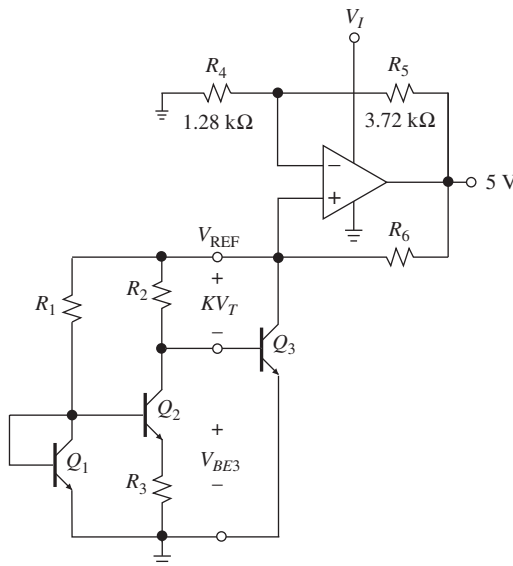 V_I
R_4
R_5
1.28 kΩ
3.72 kΩ
−
+
5 V
R_6
V_REF
R_1
R_2
+
KV_T
−
Q_3
Q_2
+
V_BE3
−
Q_1
R_3